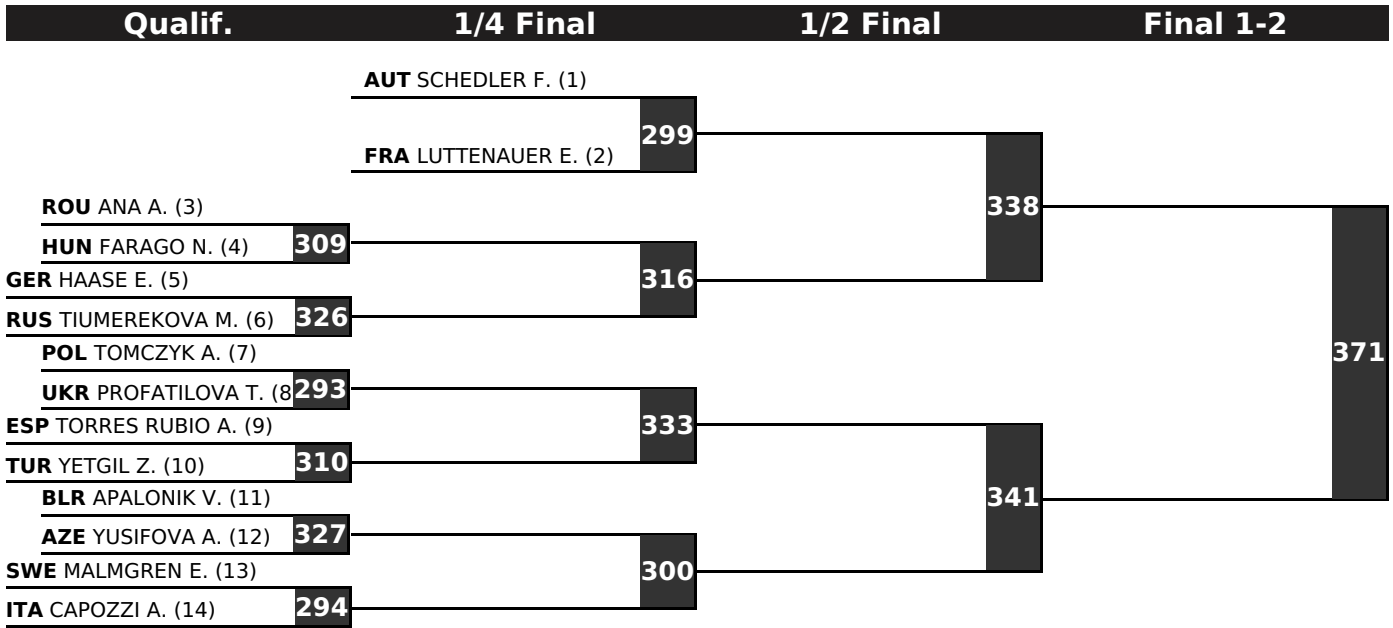 Qualif. 1/4 Final 1/2 Final Final 1-2
AUT SCHEDLER F. (1)
299
FRA LUTTENAUER E. (2)
ROU ANA A. (3)
338
HUN FARAGO N. (4) 309
GER HAASE E. (5)
316
RUS TIUMEREKOVA M. (6) 326
POL TOMCZYK A. (7)
371
UKR PROFATILOVA T. (8 293
ESP TORRES RUBIO A. (9)
333
TUR YETGIL Z. (10) 310
BLR APALONIK V. (11)
341
AZE YUSIFOVA A. (12) 327
SWE MALMGREN E. (13)
300
ITA CAPOZZI A. (14) 294